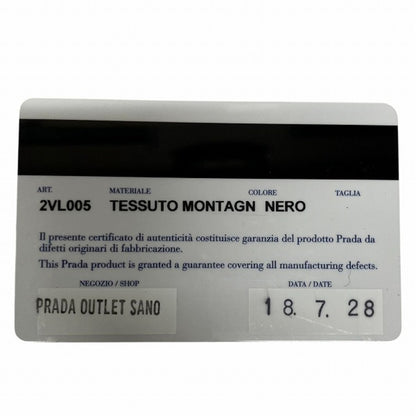 ART. MATERIALE COLORE TAGLIA
2VL005 TESSUTO MONTAGN NERO
Il presente certificato di autenticità costituisce garanzia del prodotto Prada da
difetti originari di fabbricazione.
This Prada product is granted a guarantee covering all manufacturing defects.
NEGOZIO / SHOP DATA / DATE
PRADA OUTLET SANO 18. 7. 28